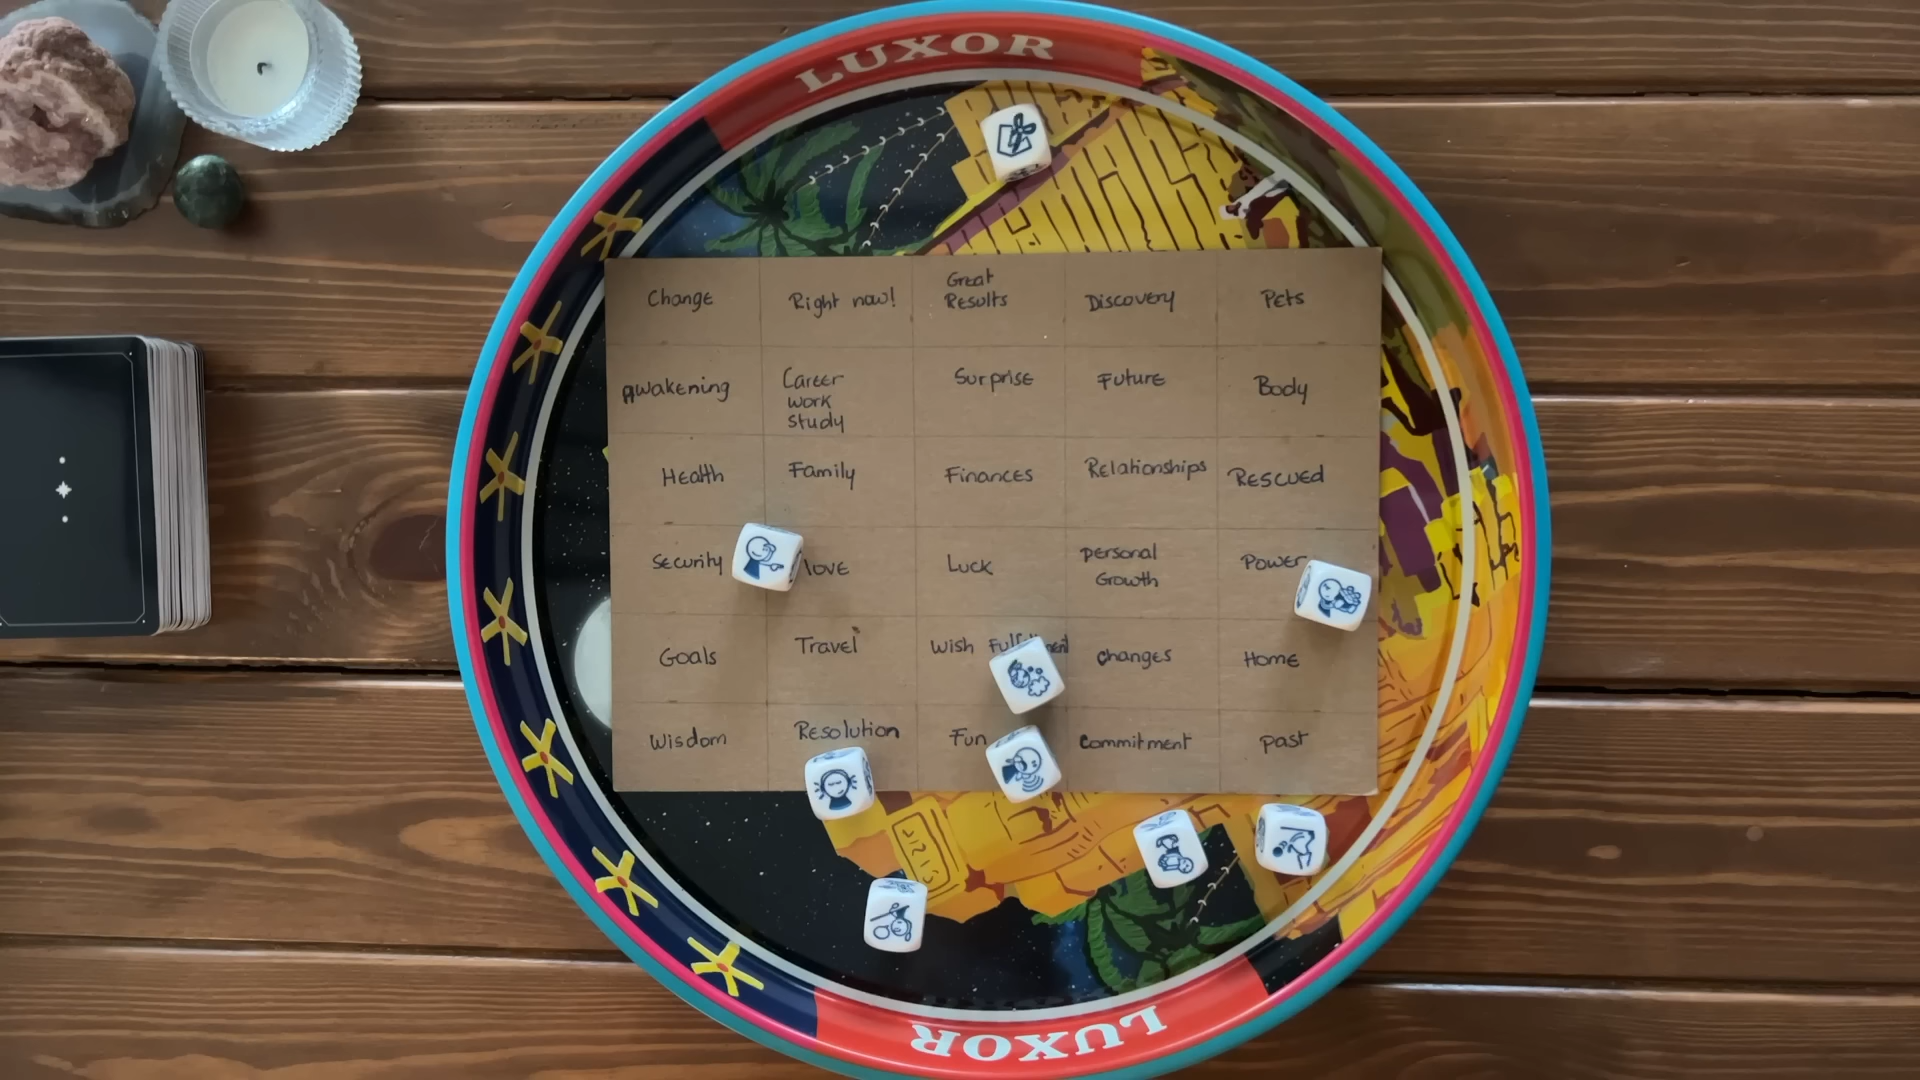 LUXOR
Change
Right now!
Great
Results
Discovery
Pets
Awakening
Career
work
study
Surprise
Future
Body
Health
Family
Finances
Relationships
RESCUED
Security
love
Luck
personal
Growth
Power
Goals
Travel
Wish
changes
Home
Wisdom
Resolution
Fun
commitment
past
LUXOR